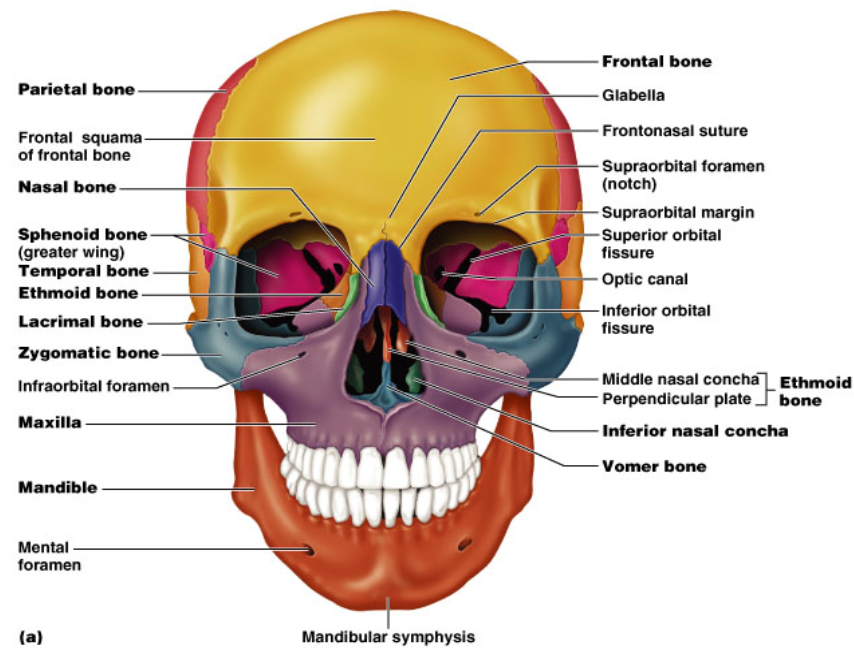 Parietal bone
Frontal squama
of frontal bone
Nasal bone
Sphenoid bone
(greater wing)
Temporal bone
Ethmoid bone
Lacrimal bone
Zygomatic bone
Infraorbital foramen
Maxilla
Mandible
Mental
foramen
(a)
Mandibular symphysis
Frontal bone
Glabella
Frontonasal suture
Supraorbital foramen
(notch)
Supraorbital margin
Superior orbital
fissure
Optic canal
Inferior orbital
fissure
Middle nasal concha
Perpendicular plate
Ethmoid
bone
Inferior nasal concha
Vomer bone